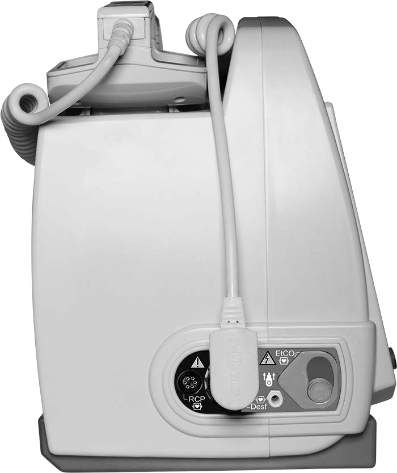 EtCO
RCP
Desf